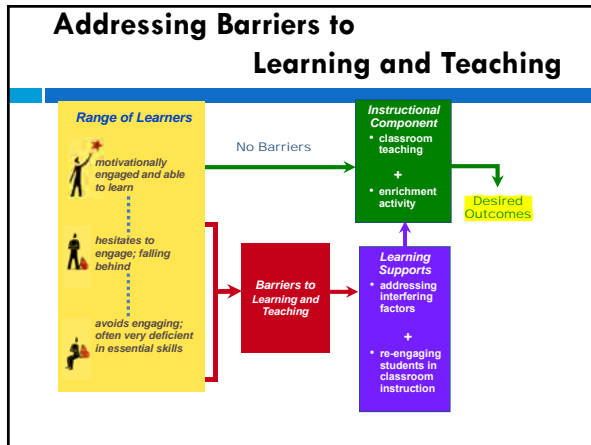 Addressing Barriers to
Learning and Teaching
Range of Learners
motivationally
engaged and able
to learn
hesitates to
engage; falling
behind
avoids engaging;
often very deficient
in essential skills
No Barriers
Barriers to
Learning and
Teaching
Instructional
Component
• classroom
teaching
+
• enrichment
activity
Desired
Outcomes
Learning
Supports
• addressing
interfering
factors
+
• re-engaging
students in
classroom
instruction